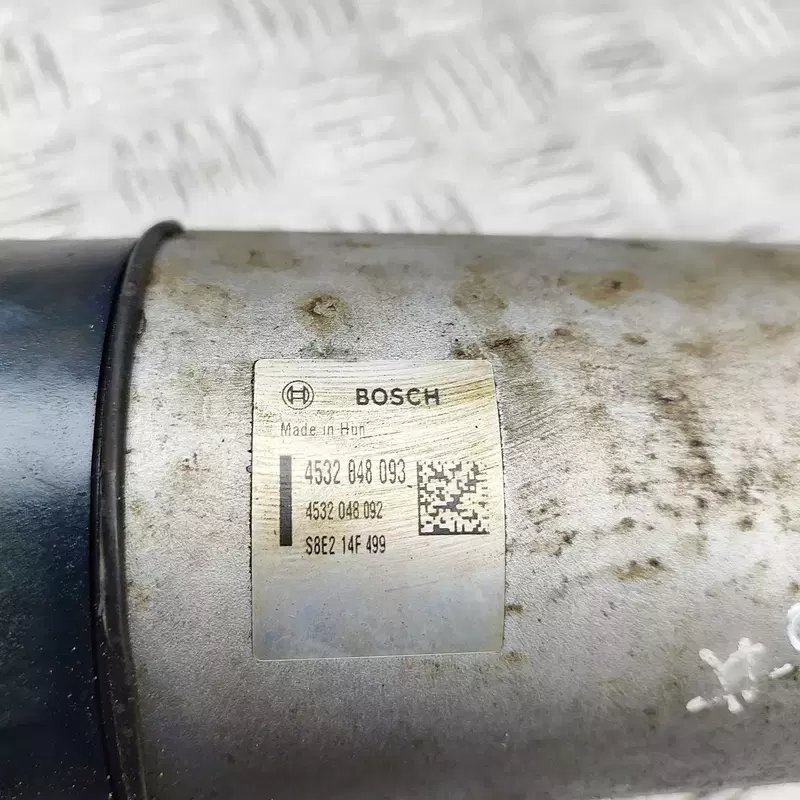 BOSCH
Made in Hun
4532 048 093
4532 048 092
S8E2 14F 499